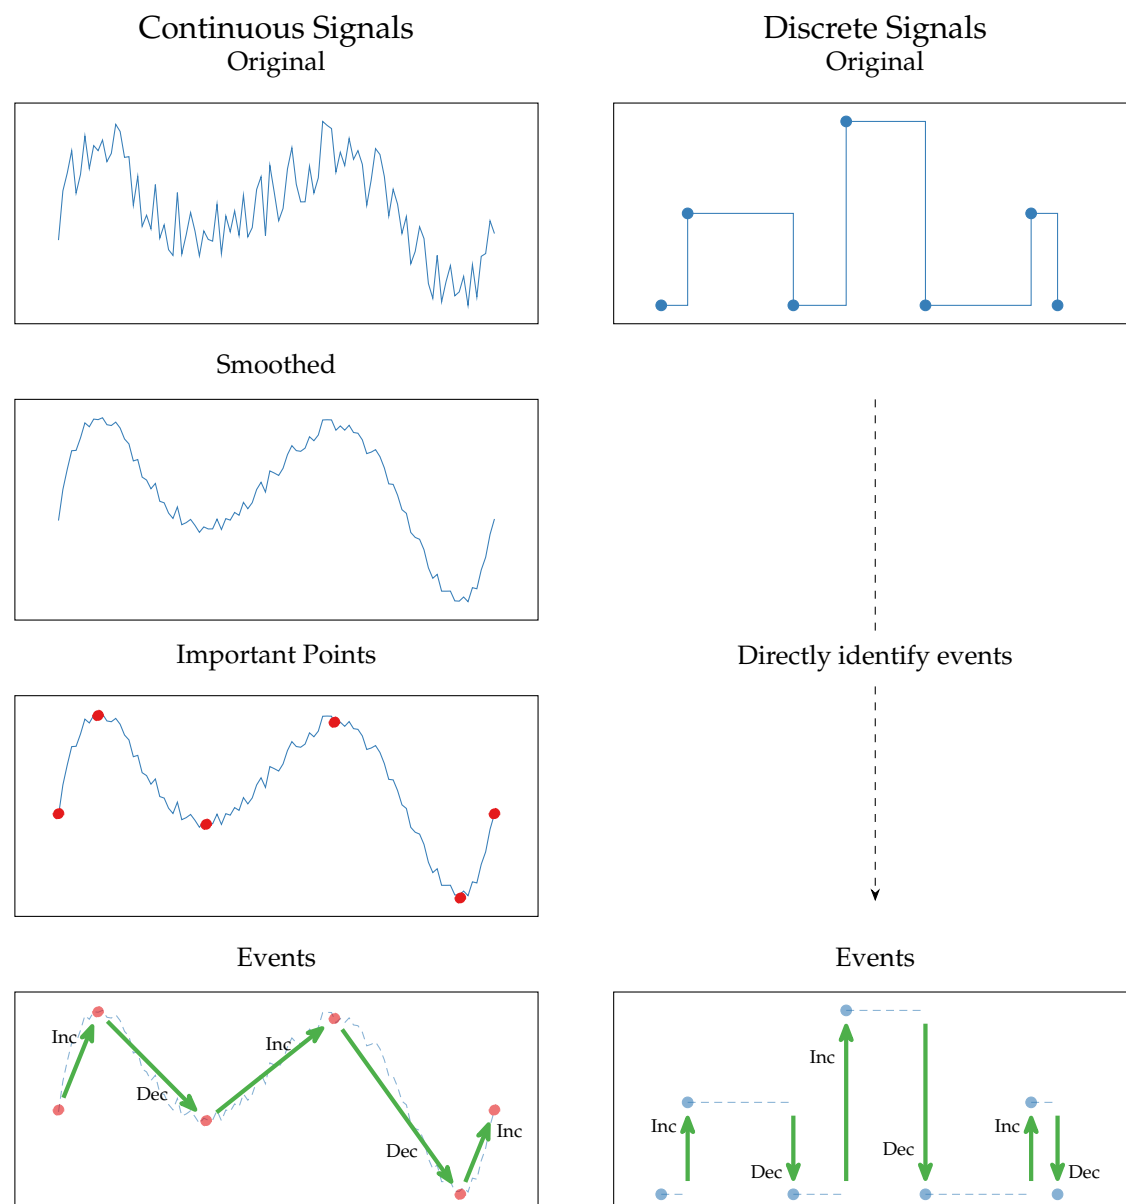 Continuous Signals
Original
Discrete Signals
Original
Smoothed
Important Points
Directly identify events
Events
Inc
Dec
Inc
Dec
Inc
Events
Inc
Dec
Inc
Dec
Inc
Dec